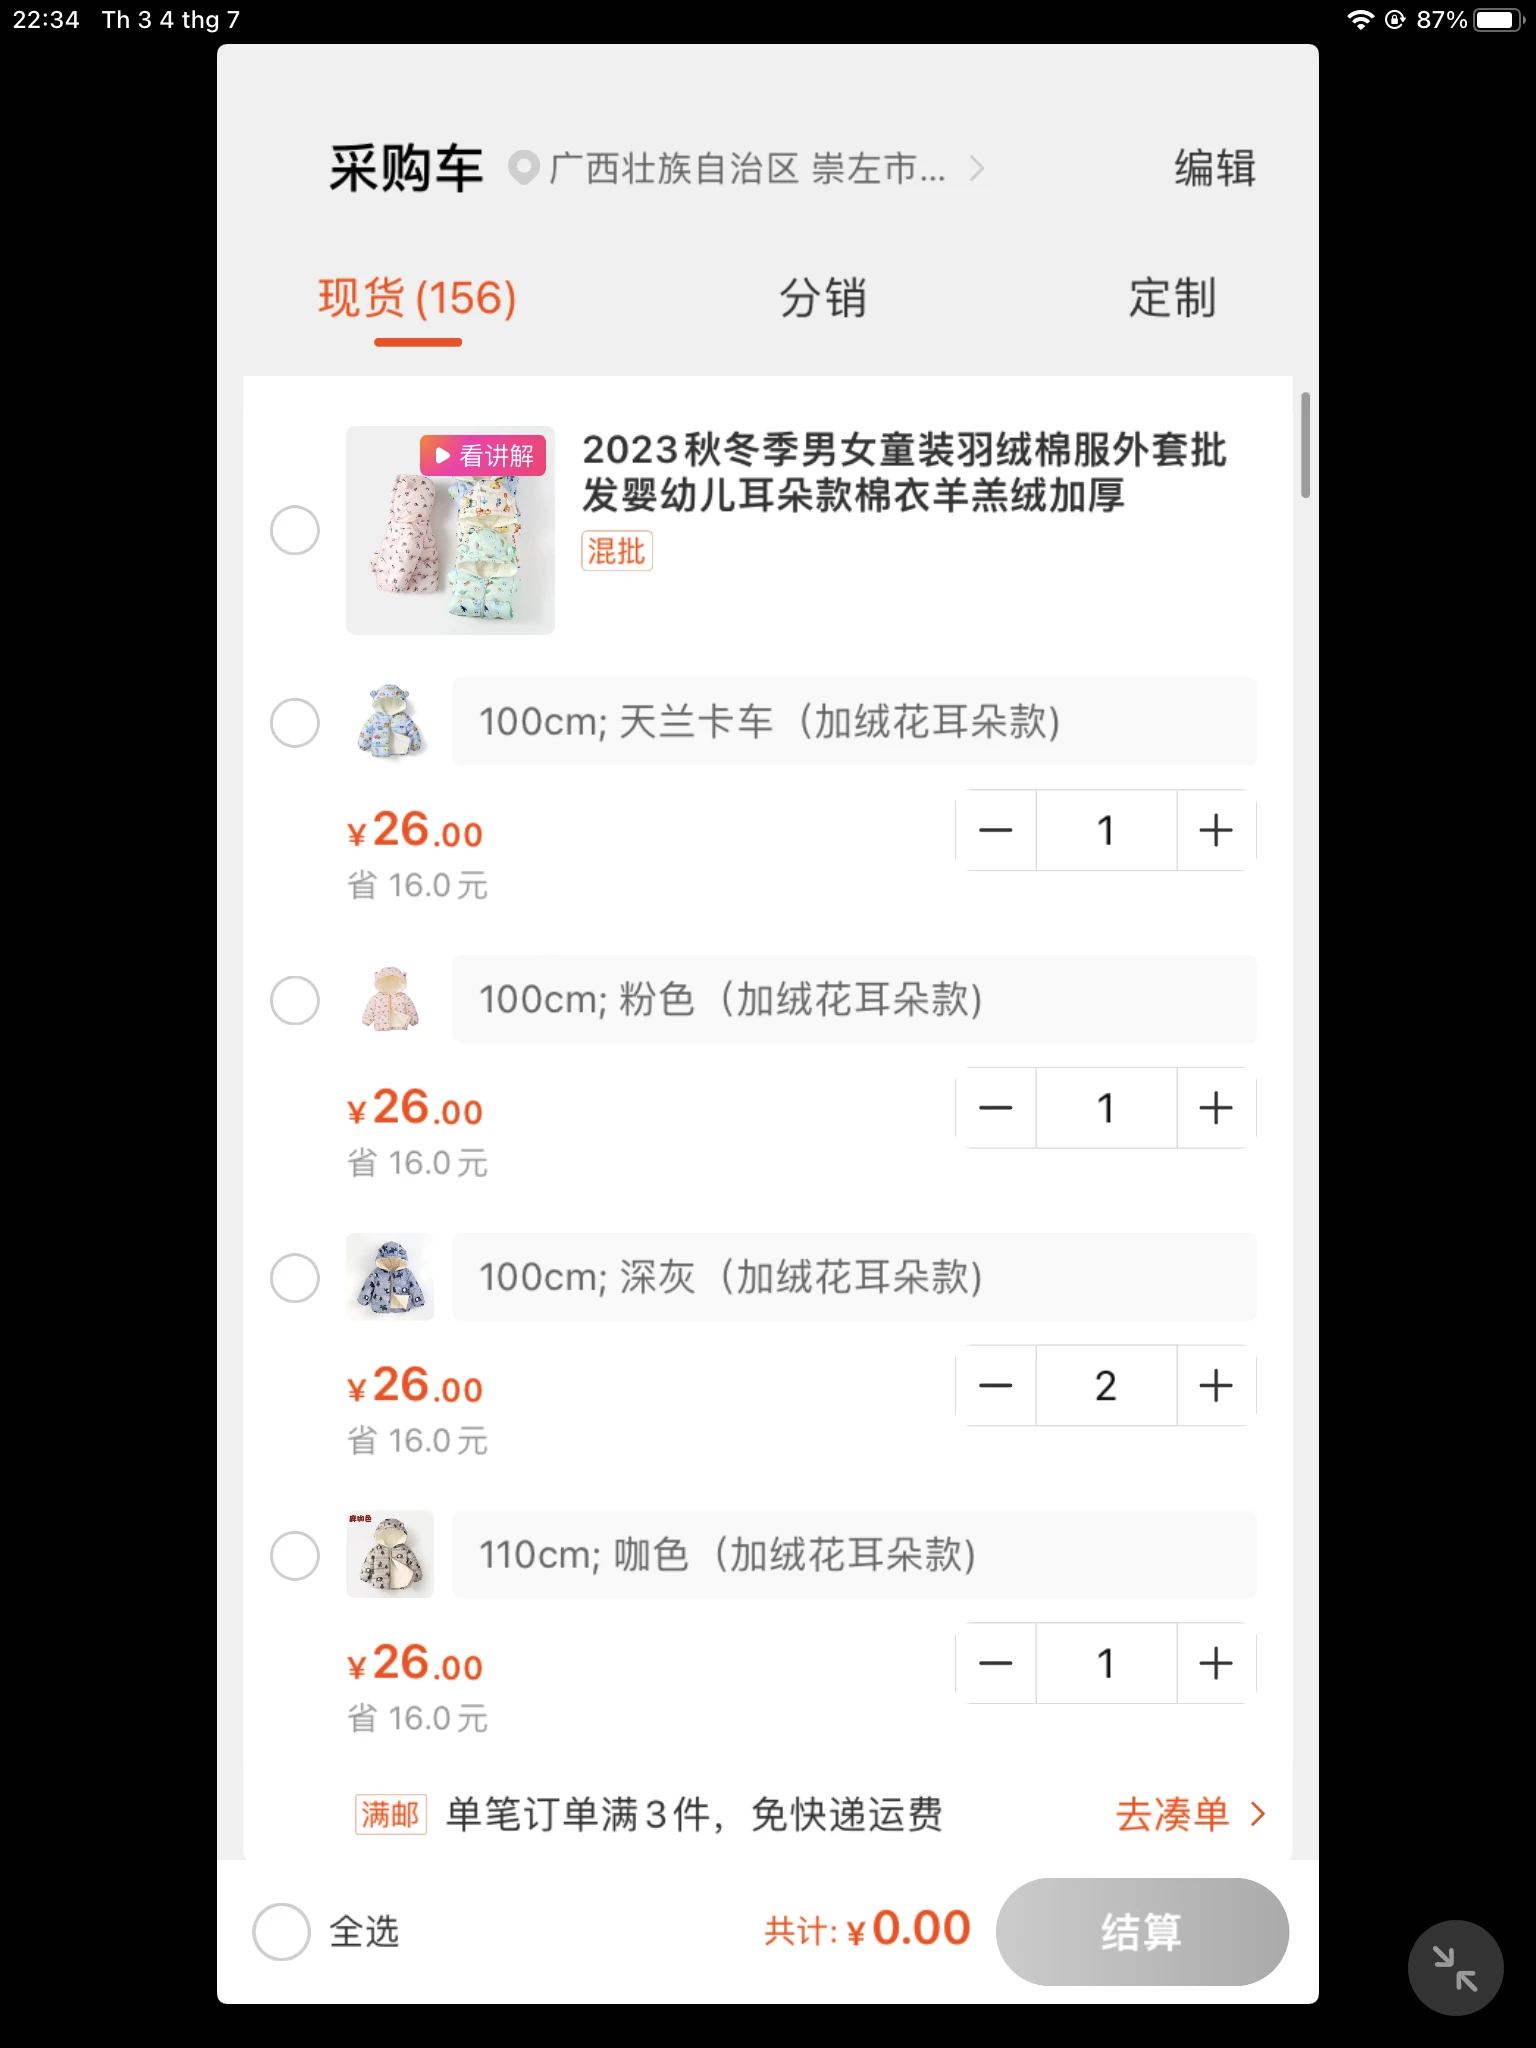 22:34 Th 3 4 thg 7 87%
采购车 广西壮族自治区 崇左市... 编辑
现货(156) 分销 定制
看讲解
2023秋冬季男女童装羽绒棉服外套批
发婴幼儿耳朵款棉衣羊羔绒加厚
混批
100cm; 天兰卡车（加绒花耳朵款)
¥26.00 1
省 16.0元
100cm; 粉色（加绒花耳朵款)
¥26.00 1
省 16.0元
100cm; 深灰（加绒花耳朵款)
¥26.00 2
省 16.0元
110cm; 咖色（加绒花耳朵款)
¥26.00 1
省 16.0元
满邮 单笔订单满3件，免快递运费 去凑单
全选 共计: ¥0.00 结算